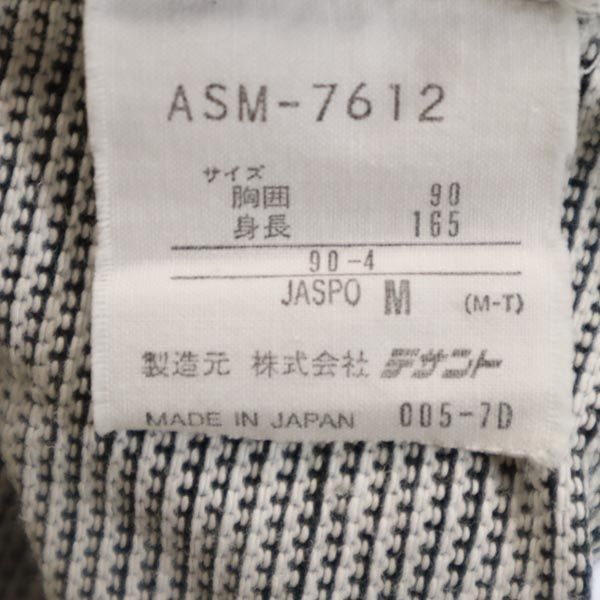 ASM-7612
サイズ
胸囲 90
身長 165
90-4
JASPO M (M-T)
製造元 株式会社 デサント
MADE IN JAPAN 005-7D